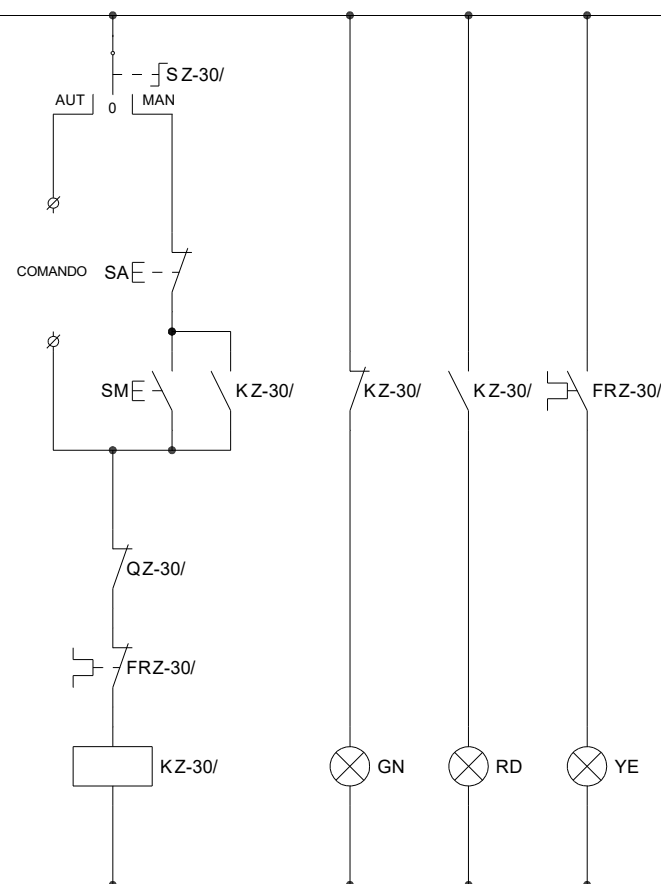 SZ-30/
AUT
0
MAN
COMANDO
SA
SM
KZ-30/
KZ-30/
KZ-30/
FRZ-30/
QZ-30/
FRZ-30/
KZ-30/
GN
RD
YE